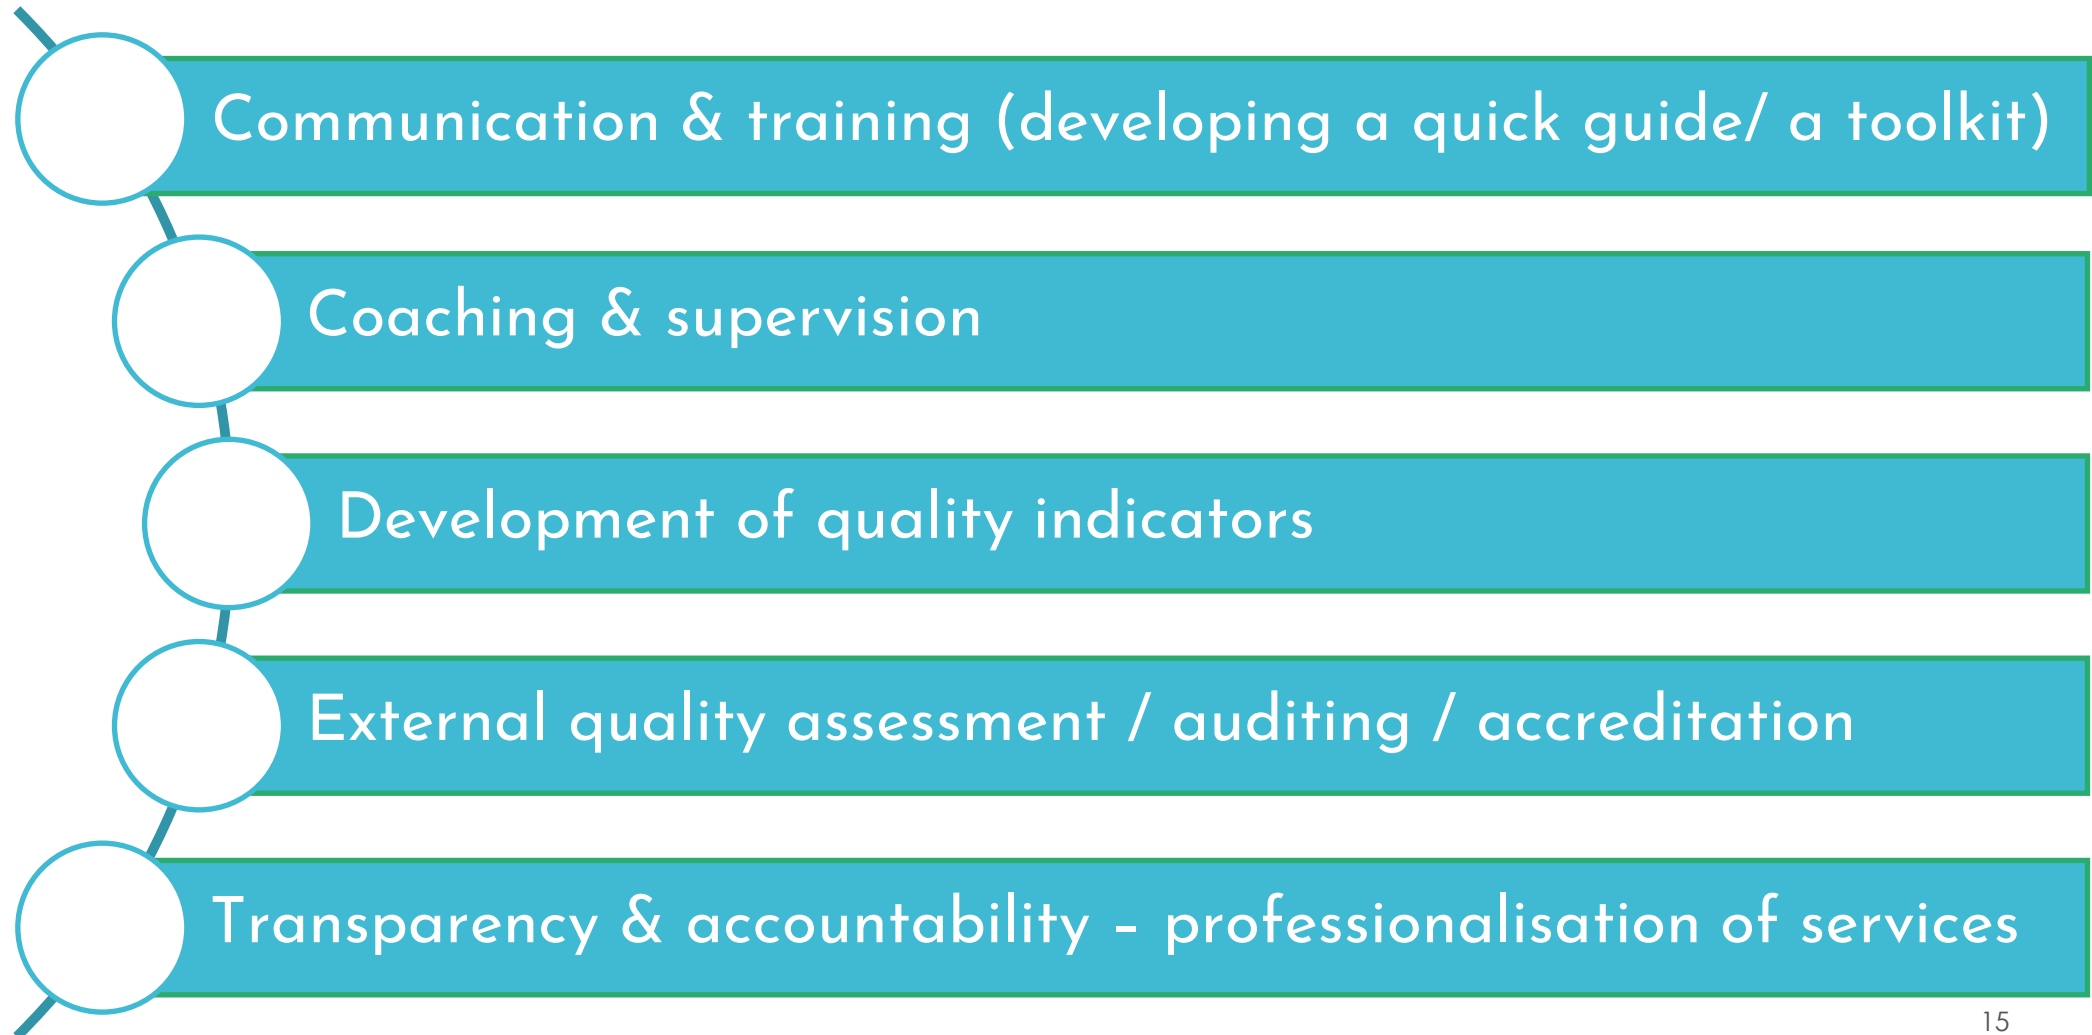 Communication & training (developing a quick guide/ a toolkit)
Coaching & supervision
Development of quality indicators
External quality assessment / auditing / accreditation
Transparency & accountability – professionalisation of services
15